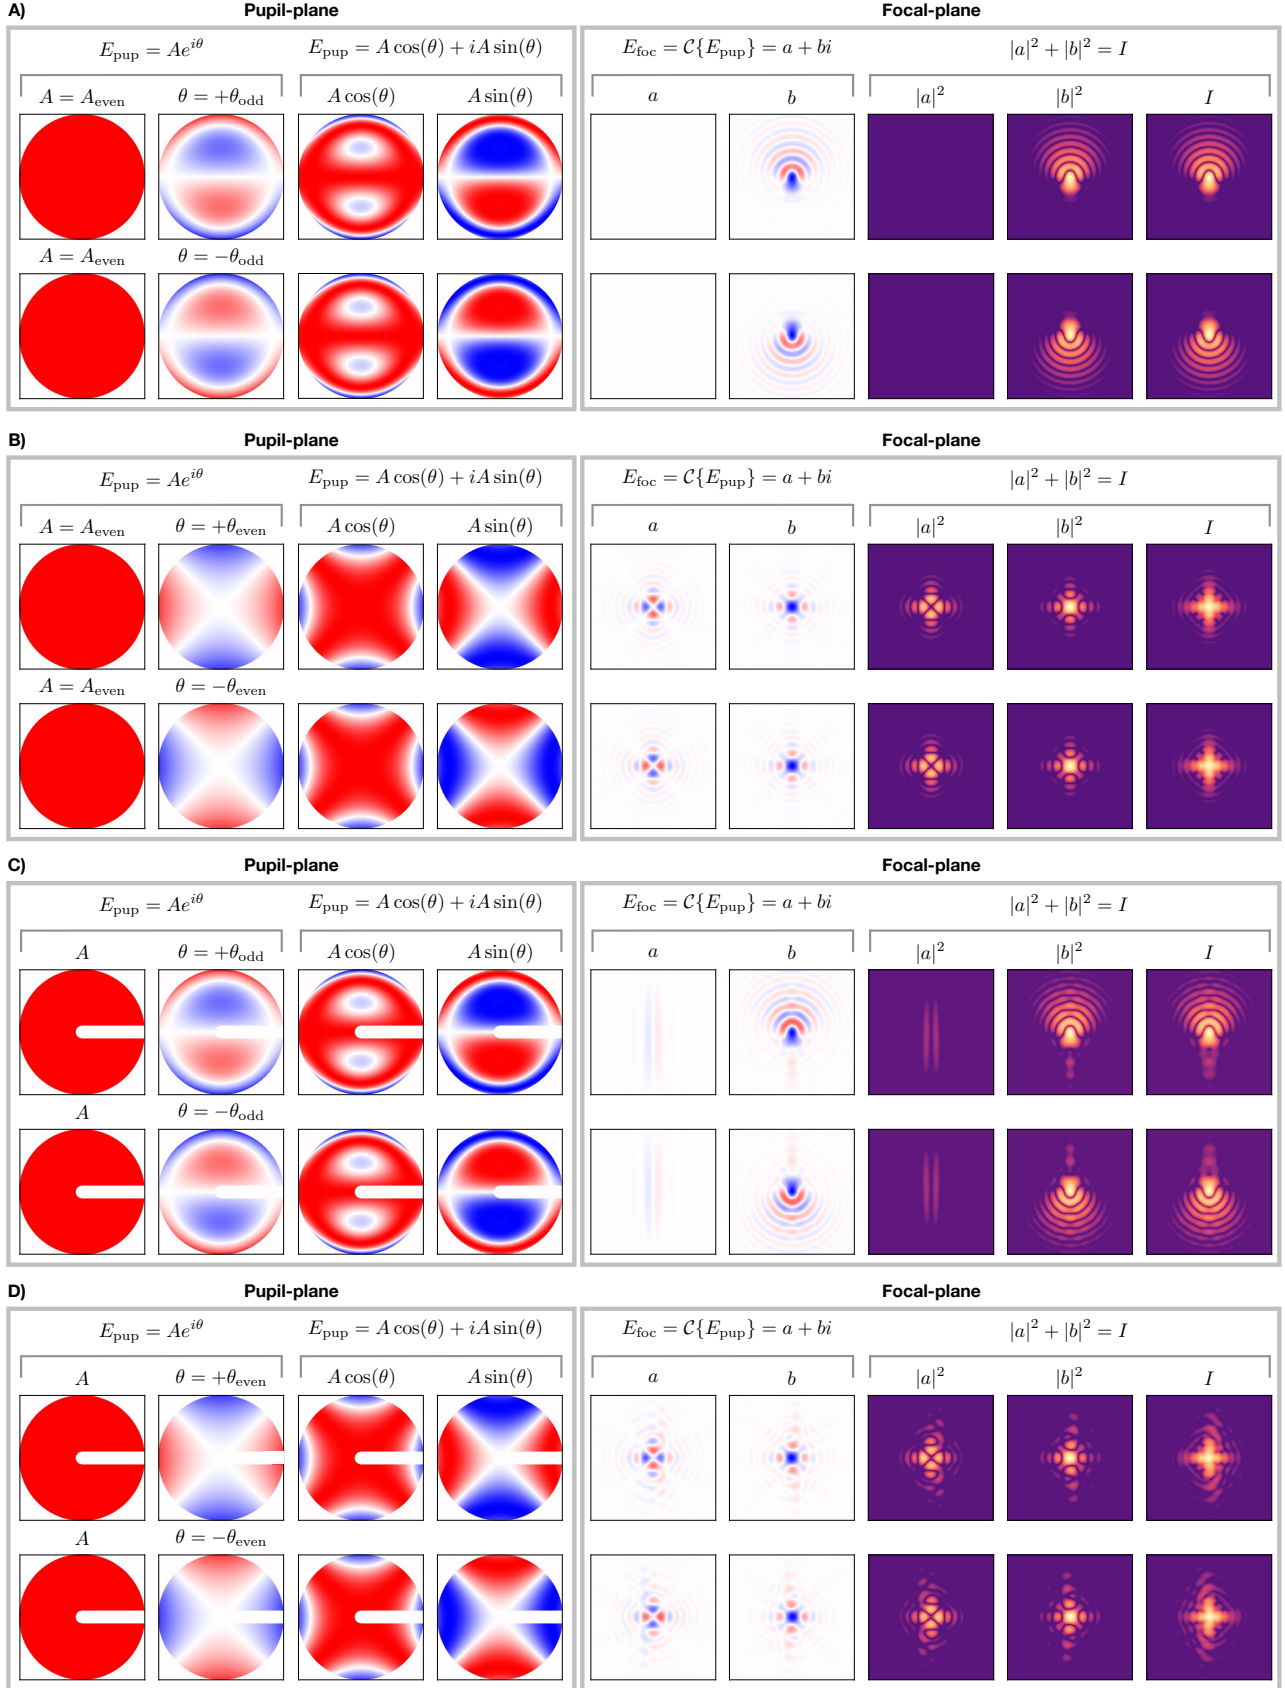 A) Pupil-plane Focal-plane
E_pup = Ae^{iθ} E_pup = A cos(θ) + iA sin(θ) E_foc = 𝒞{E_pup} = a + bi |a|² + |b|² = I
A = A_even θ = +θ_odd A cos(θ) A sin(θ) a b |a|² |b|² I
A = A_even θ = −θ_odd
B) Pupil-plane Focal-plane
E_pup = Ae^{iθ} E_pup = A cos(θ) + iA sin(θ) E_foc = 𝒞{E_pup} = a + bi |a|² + |b|² = I
A = A_even θ = +θ_even A cos(θ) A sin(θ) a b |a|² |b|² I
A = A_even θ = −θ_even
C) Pupil-plane Focal-plane
E_pup = Ae^{iθ} E_pup = A cos(θ) + iA sin(θ) E_foc = 𝒞{E_pup} = a + bi |a|² + |b|² = I
A θ = +θ_odd A cos(θ) A sin(θ) a b |a|² |b|² I
A θ = −θ_odd
D) Pupil-plane Focal-plane
E_pup = Ae^{iθ} E_pup = A cos(θ) + iA sin(θ) E_foc = 𝒞{E_pup} = a + bi |a|² + |b|² = I
A θ = +θ_even A cos(θ) A sin(θ) a b |a|² |b|² I
A θ = −θ_even